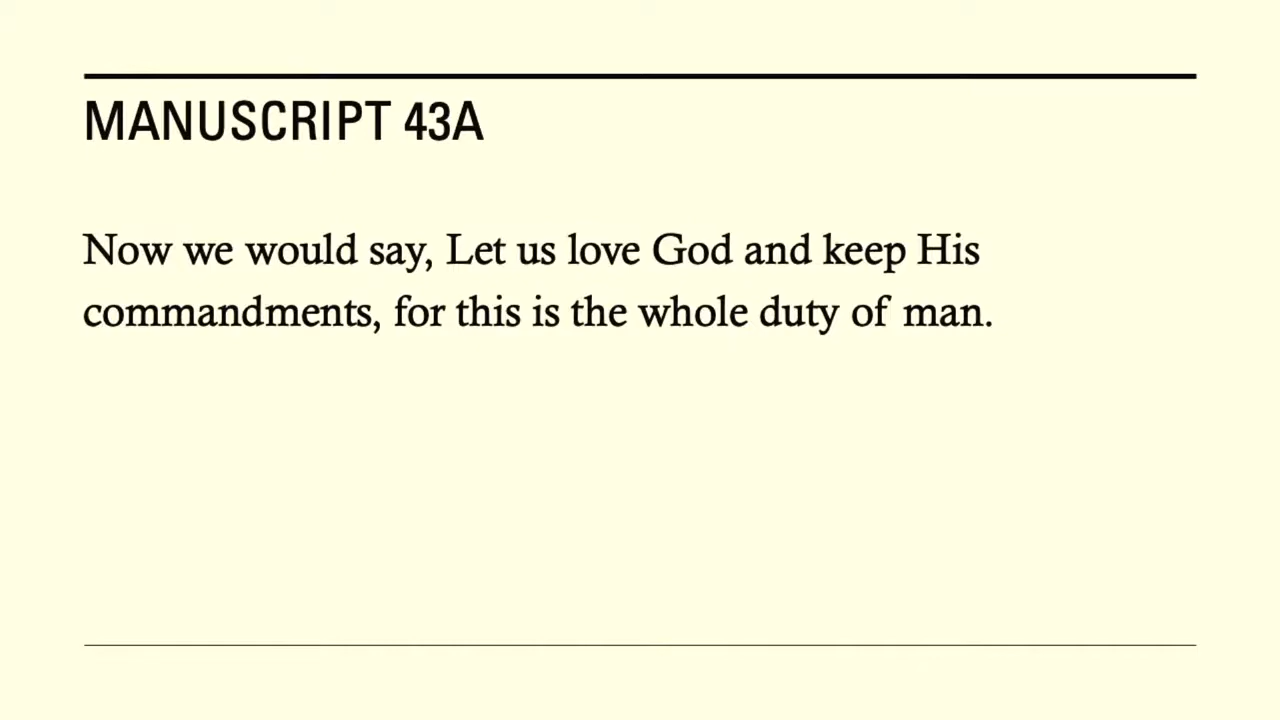 MANUSCRIPT 43A
Now we would say, Let us love God and keep His
commandments, for this is the whole duty of man.